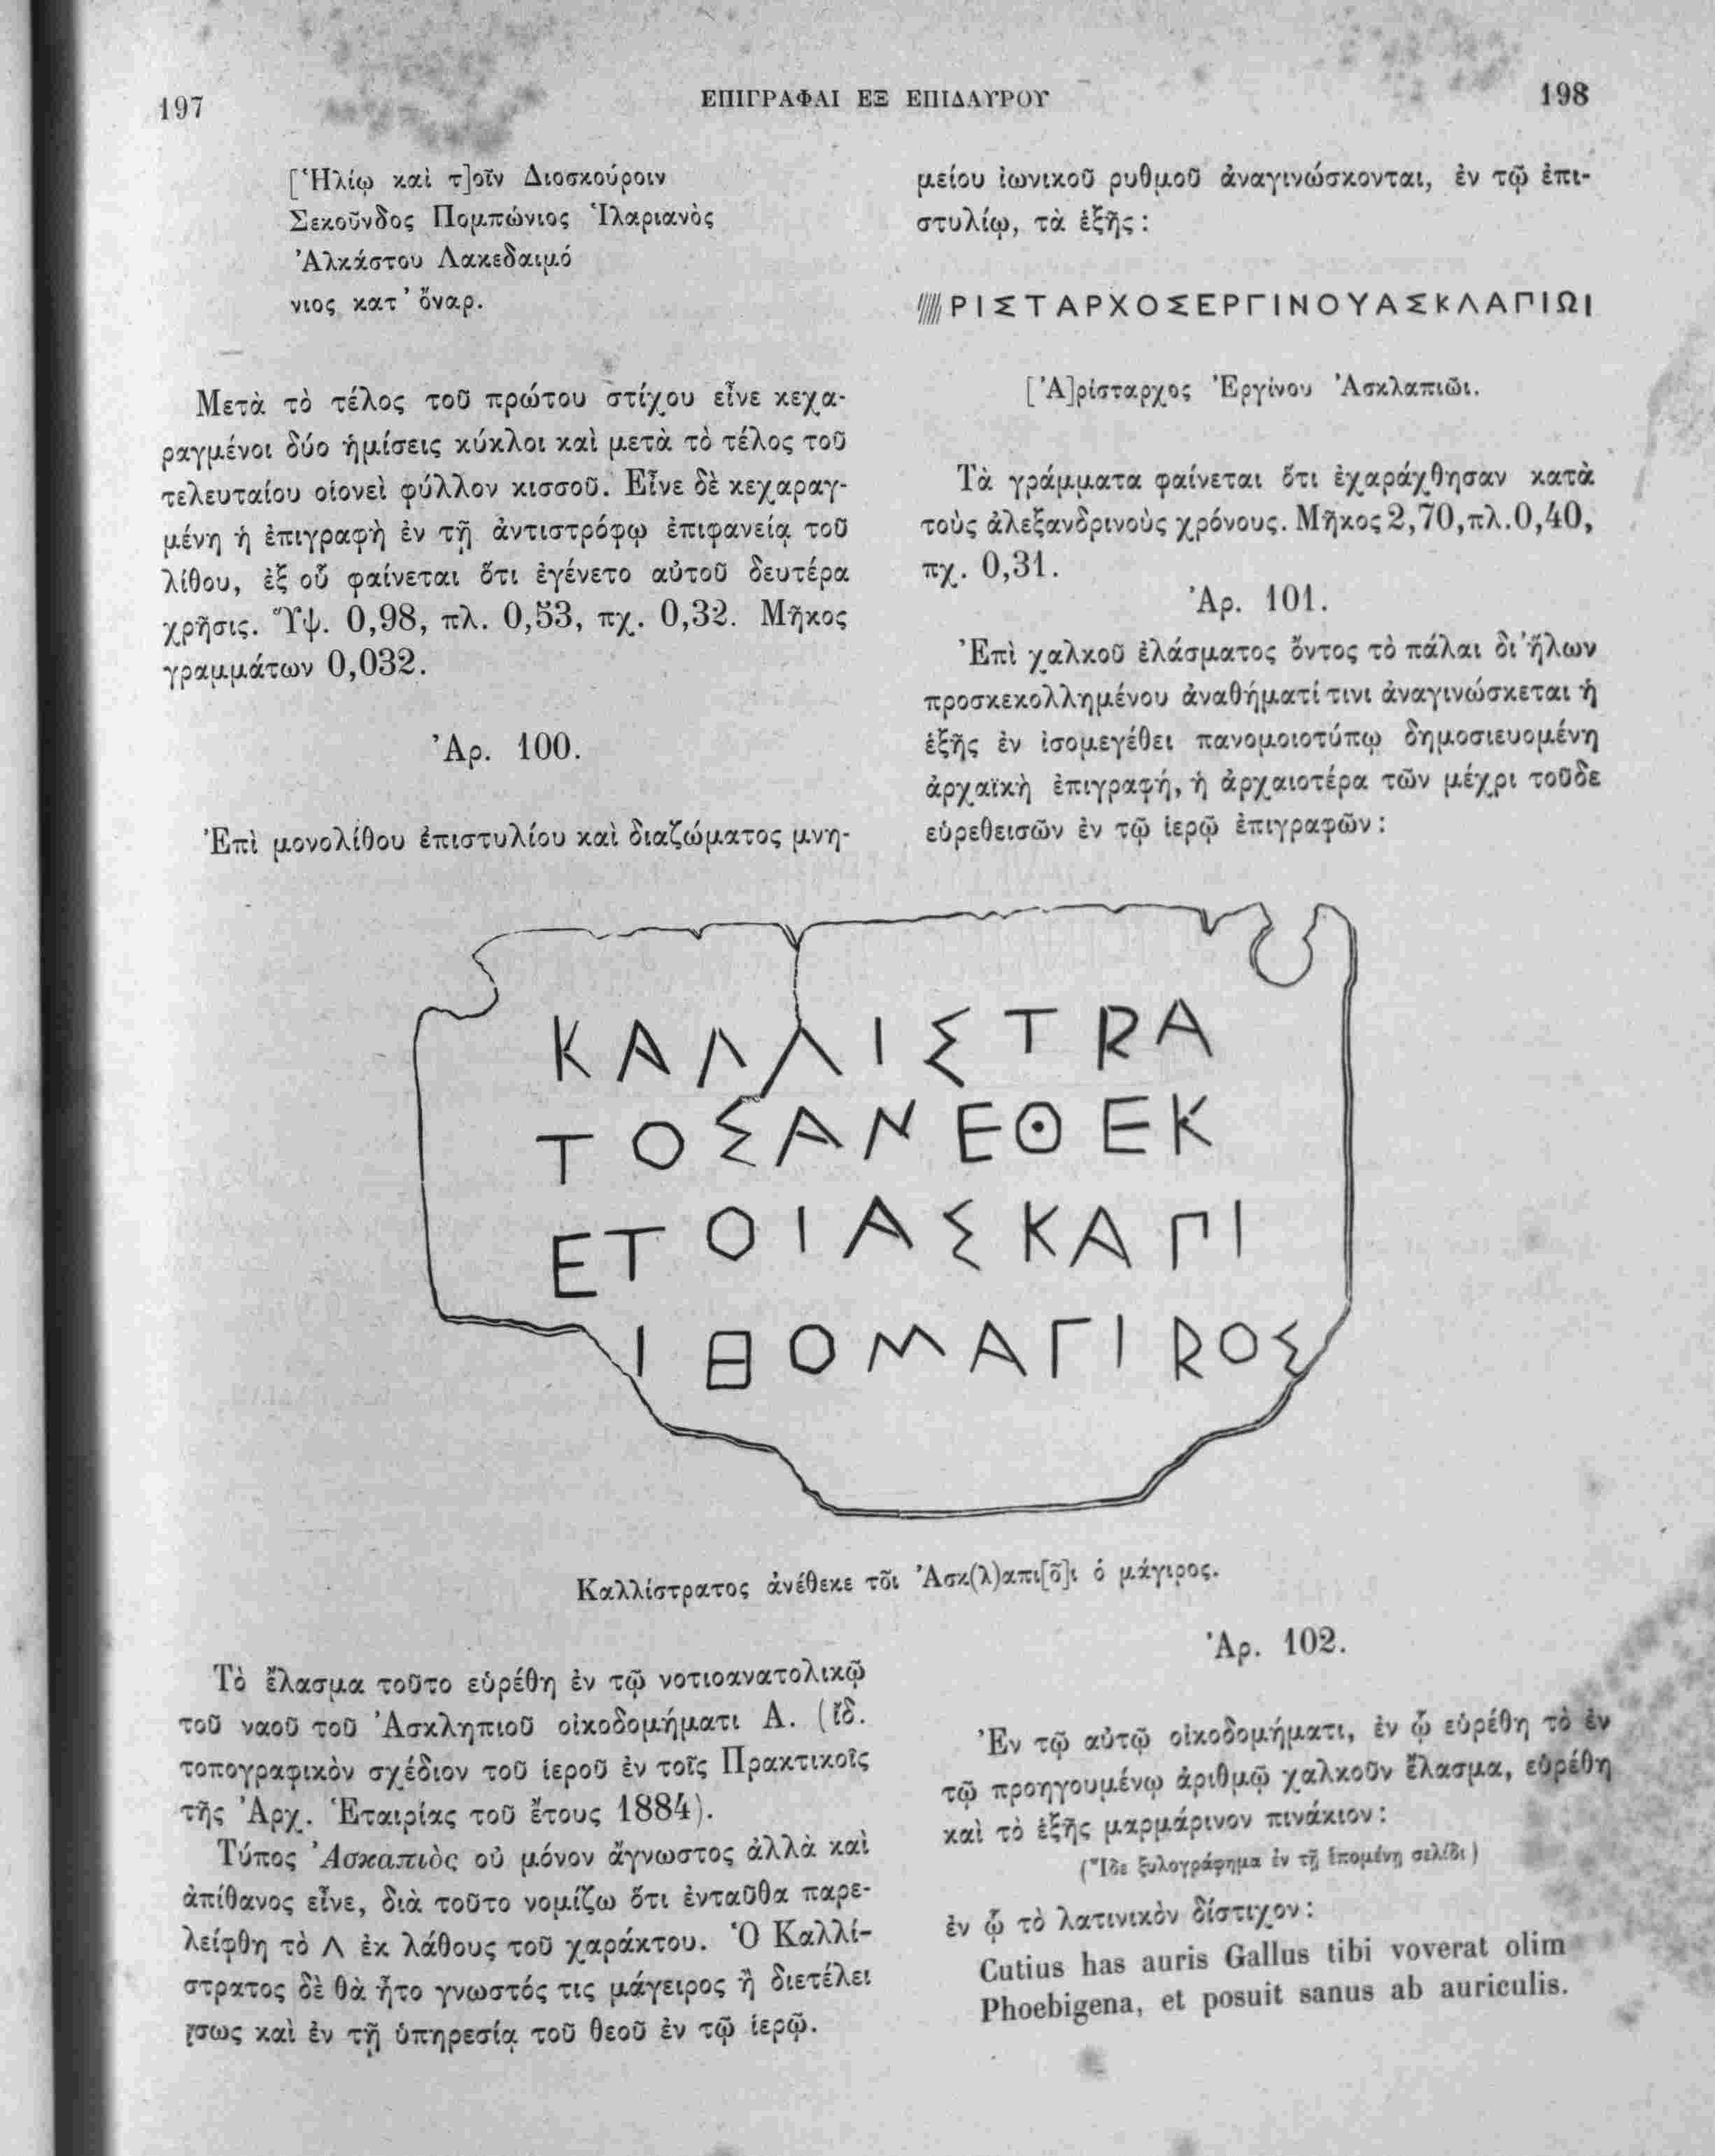 197
ΕΠΙΓΡΑΦΑΙ ΕΞ ΕΠΙΔΑΥΡΟΥ
198
[Ἡλίῳ καὶ τ]οῖν Διοσκούροιν
Σεκοῦνδος Πομπώνιος Ἱλαριανὸς
Ἀλκάστου Λακεδαιμό
νιος κατ' ὄναρ.
Μετὰ τὸ τέλος τοῦ πρώτου στίχου εἶνε κεχα-
ραγμένοι δύο ἡμίσεις κύκλοι καὶ μετὰ τὸ τέλος τοῦ
τελευταίου οἱονεὶ φύλλον κισσοῦ. Εἶνε δὲ κεχαραγ-
μένη ἡ ἐπιγραφὴ ἐν τῇ ἀντιστρόφῳ ἐπιφανείᾳ τοῦ
λίθου, ἐξ οὗ φαίνεται ὅτι ἐγένετο αὐτοῦ δευτέρα
χρῆσις. Ὕψ. 0,98, πλ. 0,53, πχ. 0,32. Μῆκος
γραμμάτων 0,032.
Ἀρ. 100.
Ἐπὶ μονολίθου ἐπιστυλίου καὶ διαζώματος μνη-
μείου ἰωνικοῦ ρυθμοῦ ἀναγινώσκονται, ἐν τῷ ἐπι-
στυλίῳ, τὰ ἑξῆς:
ΡΙΣΤΑΡΧΟΣΕΡΓΙΝΟΥΑΣΚΛΑΠΙΩΙ
[Ἀ]ρίσταρχος Ἐργίνου Ἀσκλαπιῶι.
Τὰ γράμματα φαίνεται ὅτι ἐχαράχθησαν κατὰ
τοὺς ἀλεξανδρινοὺς χρόνους. Μῆκος 2,70, πλ. 0,40,
πχ. 0,31.
Ἀρ. 101.
Ἐπὶ χαλκοῦ ἐλάσματος ὄντος τὸ πάλαι δι' ἥλων
προσκεκολλημένου ἀναθήματί τινι ἀναγινώσκεται ἡ
ἑξῆς ἐν ἰσομεγέθει πανομοιοτύπῳ δημοσιευομένη
ἀρχαϊκὴ ἐπιγραφή, ἡ ἀρχαιοτέρα τῶν μέχρι τοῦδε
εὑρεθεισῶν ἐν τῷ ἱερῷ ἐπιγραφῶν:
ΚΑΛΛΙΣΤRΑ
ΤΟΣΑΝΕΘΕΚ
ΕΤΟΙΑΣΚΑΠΙ
ΙΒΟΜΑΓΙRΟΣ
Καλλίστρατος ἀνέθεκε τõι Ἀσκ(λ)απι[õ]ι ὁ μάγιρος.
Τὸ ἔλασμα τοῦτο εὑρέθη ἐν τῷ νοτιοανατολικῷ
τοῦ ναοῦ τοῦ Ἀσκληπιοῦ οἰκοδομήματι Α. (ἴδ.
τοπογραφικὸν σχέδιον τοῦ ἱεροῦ ἐν τοῖς Πρακτικοῖς
τῆς Ἀρχ. Ἑταιρίας τοῦ ἔτους 1884).
Τύπος Ἀσκαπιὸς οὐ μόνον ἄγνωστος ἀλλὰ καὶ
ἀπίθανος εἶνε, διὰ τοῦτο νομίζω ὅτι ἐνταῦθα παρε-
λείφθη τὸ Λ ἐκ λάθους τοῦ χαράκτου. Ὁ Καλλί-
στρατος δὲ θὰ ἦτο γνωστός τις μάγειρος ἢ διετέλει
ἴσως καὶ ἐν τῇ ὑπηρεσίᾳ τοῦ θεοῦ ἐν τῷ ἱερῷ.
Ἀρ. 102.
Ἐν τῷ αὐτῷ οἰκοδομήματι, ἐν ᾧ εὑρέθη τὸ ἐν
τῷ προηγουμένῳ ἀριθμῷ χαλκοῦν ἔλασμα, εὑρέθη
καὶ τὸ ἑξῆς μαρμάρινον πινάκιον:
(Ἴδε ξυλογράφημα ἐν τῇ ἑπομένῃ σελίδι)
ἐν ᾧ τὸ λατινικὸν δίστιχον:
Cutius has auris Gallus tibi voverat olim
Phoebigena, et posuit sanus ab auriculis.